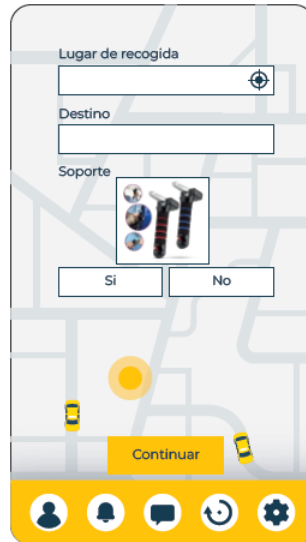 Lugar de recogida
Destino
Soporte
Si
No
Continuar